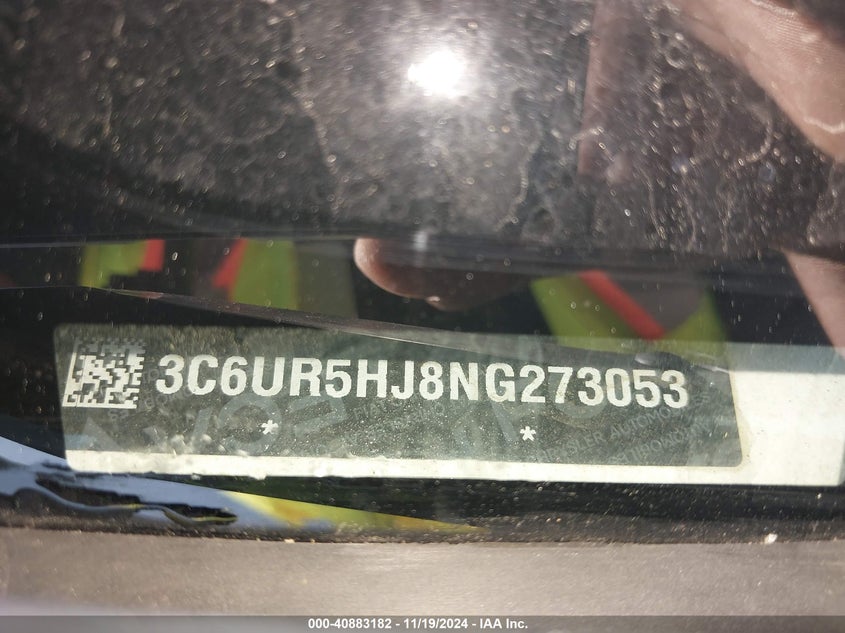 3C6UR5HJ8NG273053
* *
000-40883182 - 11/19/2024 - IAA Inc.